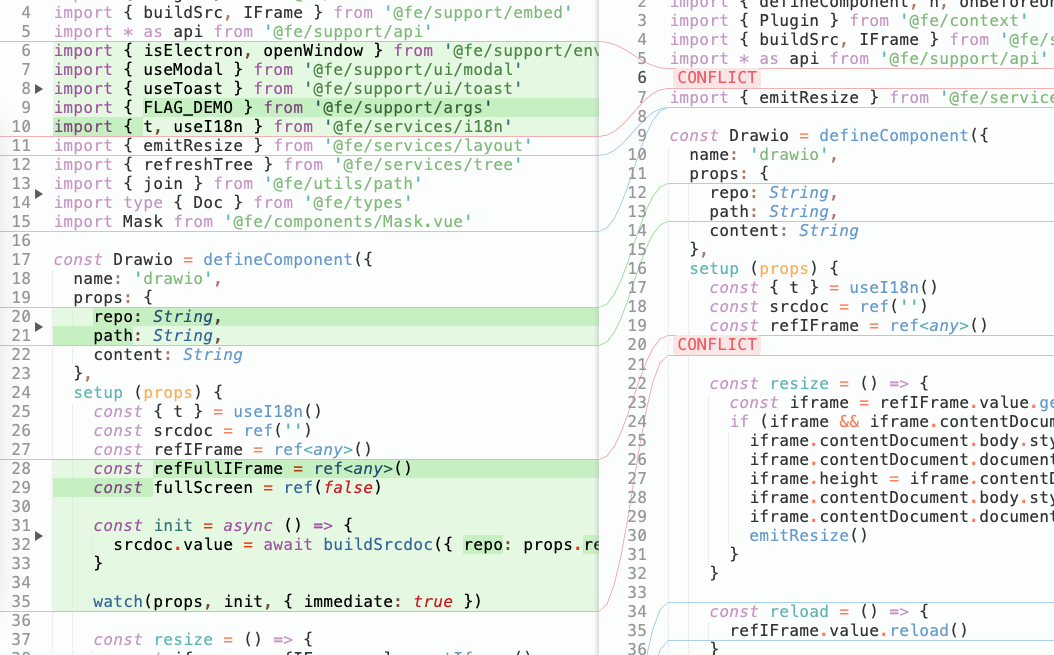 4 import { buildSrc, IFrame } from '@fe/support/embed'
5 import * as api from '@fe/support/api'
6 import { isElectron, openWindow } from '@fe/support/env
7 import { useModal } from '@fe/support/ui/modal'
8 import { useToast } from '@fe/support/ui/toast'
9 import { FLAG_DEMO } from '@fe/support/args'
10 import { t, useI18n } from '@fe/services/i18n'
11 import { emitResize } from '@fe/services/layout'
12 import { refreshTree } from '@fe/services/tree'
13 import { join } from '@fe/utils/path'
14 import type { Doc } from '@fe/types'
15 import Mask from '@fe/components/Mask.vue'
16
17 const Drawio = defineComponent({
18 name: 'drawio',
19 props: {
20 repo: String,
21 path: String,
22 content: String
23 },
24 setup (props) {
25 const { t } = useI18n()
26 const srcdoc = ref('')
27 const refIFrame = ref<any>()
28 const refFullIFrame = ref<any>()
29 const fullScreen = ref(false)
30
31 const init = async () => {
32 srcdoc.value = await buildSrcdoc({ repo: props.re
33 }
34
35 watch(props, init, { immediate: true })
36
37 const resize = () => {
2 import { defineComponent, h, onBeforeUn
3 import { Plugin } from '@fe/context'
4 import { buildSrc, IFrame } from '@fe/s
5 import * as api from '@fe/support/api'
6 CONFLICT
7 import { emitResize } from '@fe/service
8
9 const Drawio = defineComponent({
10 name: 'drawio',
11 props: {
12 repo: String,
13 path: String,
14 content: String
15 },
16 setup (props) {
17 const { t } = useI18n()
18 const srcdoc = ref('')
19 const refIFrame = ref<any>()
20 CONFLICT
21
22 const resize = () => {
23 const iframe = refIFrame.value.ge
24 if (iframe && iframe.contentDocum
25 iframe.contentDocument.body.sty
26 iframe.contentDocument.document
27 iframe.height = iframe.contentD
28 iframe.contentDocument.body.sty
29 iframe.contentDocument.document
30 emitResize()
31 }
32 }
33
34 const reload = () => {
35 refIFrame.value.reload()
36 }